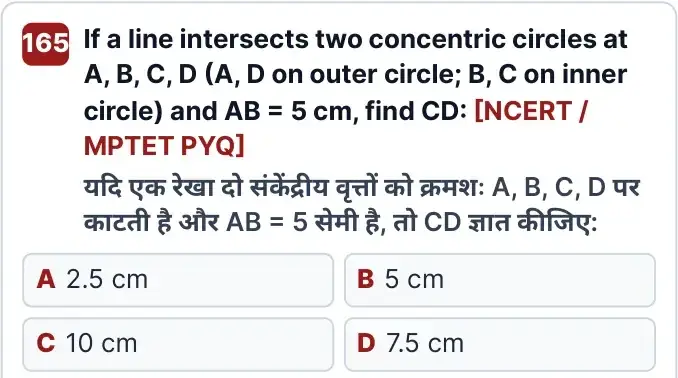 165 If a line intersects two concentric circles at
A, B, C, D (A, D on outer circle; B, C on inner
circle) and AB = 5 cm, find CD: [NCERT /
MPTET PYQ]
यदि एक रेखा दो संकेंद्रीय वृत्तों को क्रमशः A, B, C, D पर
काटती है और AB = 5 सेमी है, तो CD ज्ञात कीजिए:
A 2.5 cm
B 5 cm
C 10 cm
D 7.5 cm